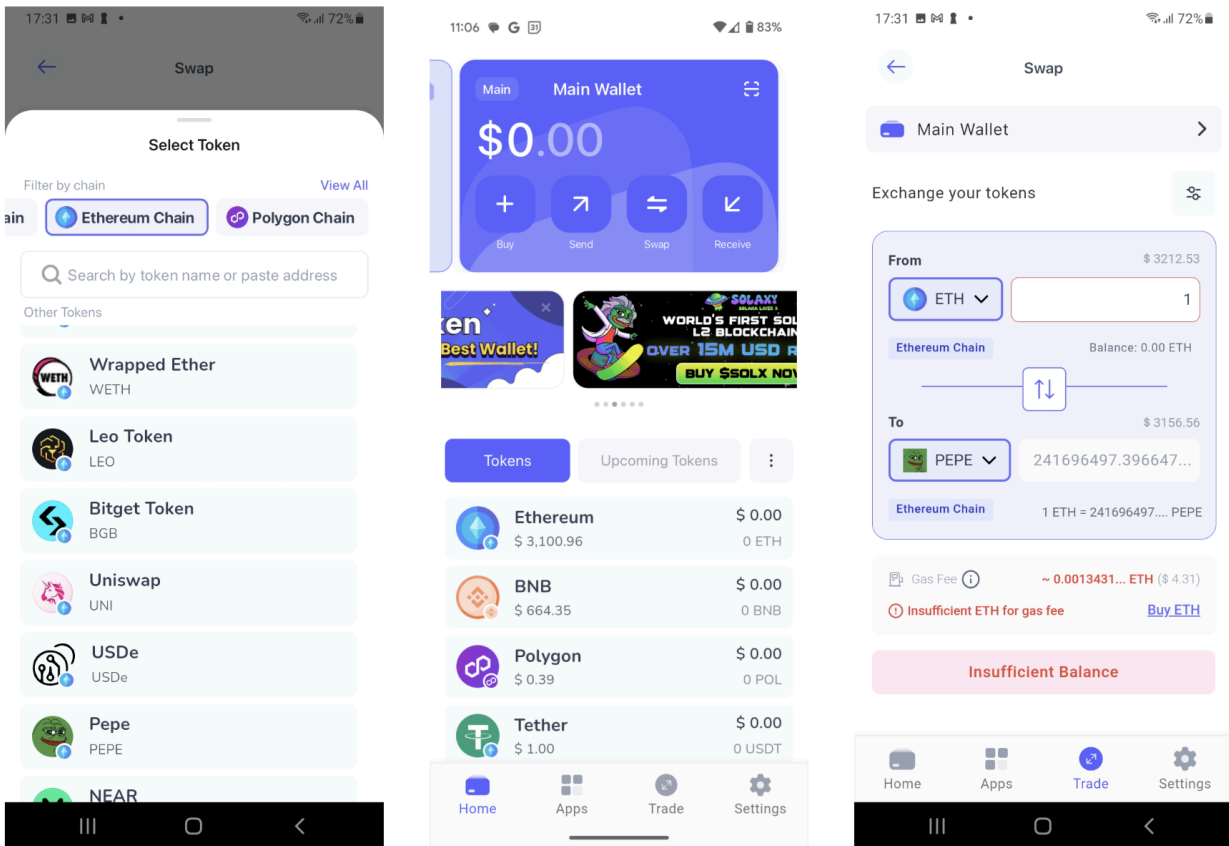 17:31
72%
Swap
Select Token
Filter by chain
View All
ain
Ethereum Chain
Polygon Chain
Search by token name or paste address
Other Tokens
WETH
Wrapped Ether
WETH
Leo Token
LEO
Bitget Token
BGB
Uniswap
UNI
USDe
USDe
Pepe
PEPE
NEAR
11:06
G
31
83%
Main
Main Wallet
$0.00
Buy
Send
Swap
Receive
en
Best Wallet!
SOLAXY
SOLANA LAYER 2
WORLD'S FIRST SOL
L2 BLOCKCHAIN
OVER 15M USD R
BUY $SOLX NOW
Tokens
Upcoming Tokens
Ethereum
$ 0.00
$ 3,100.96
0 ETH
BNB
$ 0.00
$ 664.35
0 BNB
Polygon
$ 0.00
$ 0.39
0 POL
Tether
$ 0.00
$ 1.00
0 USDT
Home
Apps
Trade
Settings
17:31
72%
Swap
Main Wallet
Exchange your tokens
From
$ 3212.53
ETH
1
Ethereum Chain
Balance: 0.00 ETH
To
$ 3156.56
PEPE
241696497.396647...
Ethereum Chain
1 ETH = 241696497.... PEPE
Gas Fee
~ 0.0013431... ETH ($ 4.31)
Insufficient ETH for gas fee
Buy ETH
Insufficient Balance
Home
Apps
Trade
Settings